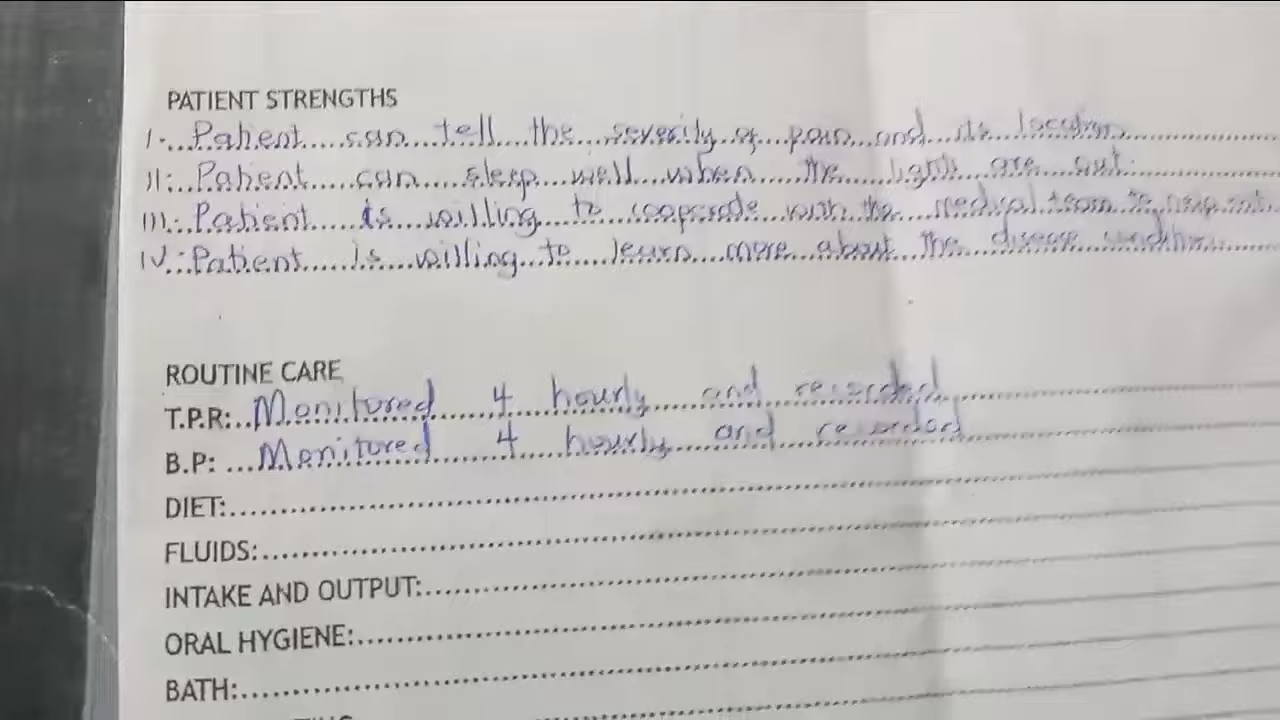 PATIENT STRENGTHS
I. Patient can tell the severity of pain and its location
II. Patient can sleep well when the lights are out.
III. Patient is willing to cooperate with the medical team
IV. Patient is willing to learn more about the disease condition
ROUTINE CARE
T.P.R: Monitored 4 hourly and recorded
B.P: Monitored 4 hourly and recorded
DIET:
FLUIDS:
INTAKE AND OUTPUT:
ORAL HYGIENE:
BATH: